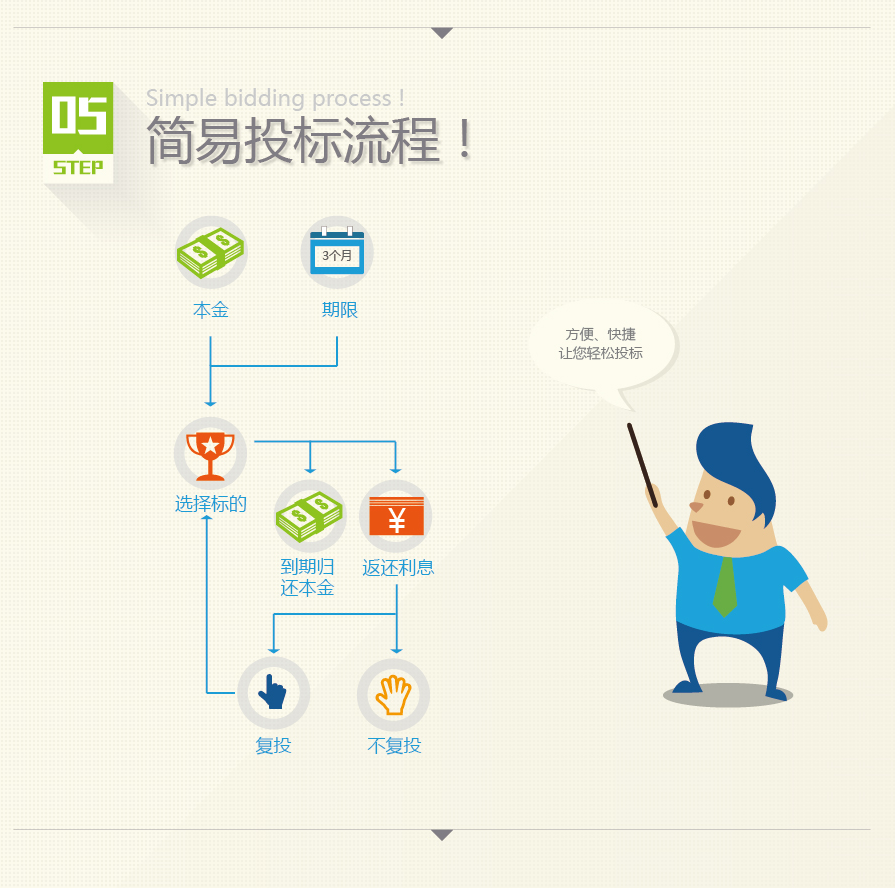 05
STEP
Simple bidding process !
简易投标流程！
3个月
本金
期限
方便、快捷
让您轻松投标
选择标的
¥
到期归
还本金
返还利息
复投
不复投